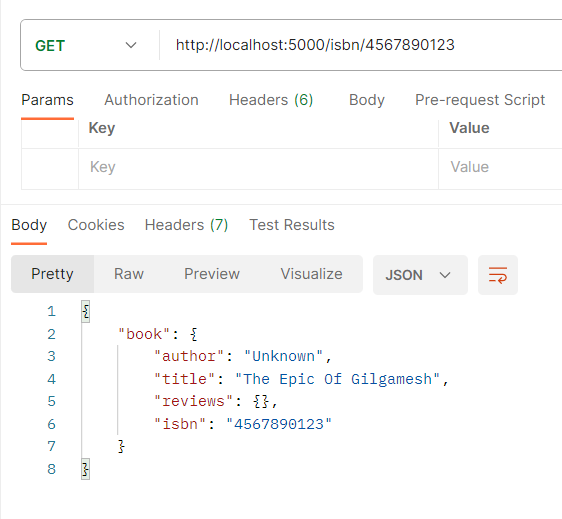 GET http://localhost:5000/isbn/4567890123
Params Authorization Headers (6) Body Pre-request Script
Key Value
Key Value
Body Cookies Headers (7) Test Results
Pretty Raw Preview Visualize JSON
1 {
2 "book": {
3 "author": "Unknown",
4 "title": "The Epic Of Gilgamesh",
5 "reviews": {},
6 "isbn": "4567890123"
7 }
8 }